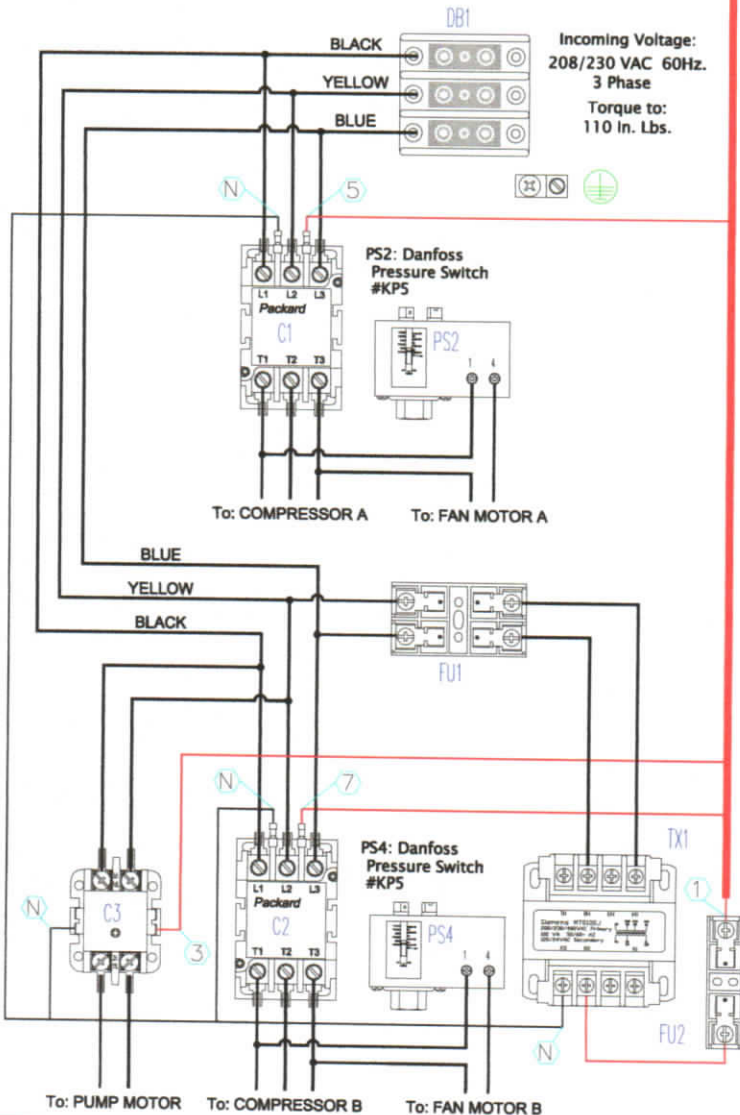 DB1
BLACK
YELLOW
BLUE
Incoming Voltage:
208/230 VAC 60Hz.
3 Phase
Torque to:
110 In. Lbs.
N
5
L1 L2 L3
Packard
C1
T1 T2 T3
PS2: Danfoss
Pressure Switch
#KP5
PS2
1 4
To: COMPRESSOR A
To: FAN MOTOR A
BLUE
YELLOW
BLACK
FU1
N
7
L1 L2 L3
Packard
C2
T1 T2 T3
PS4: Danfoss
Pressure Switch
#KP5
PS4
1 4
TX1
1
N
C3
3
N
FU2
To: PUMP MOTOR
To: COMPRESSOR B
To: FAN MOTOR B